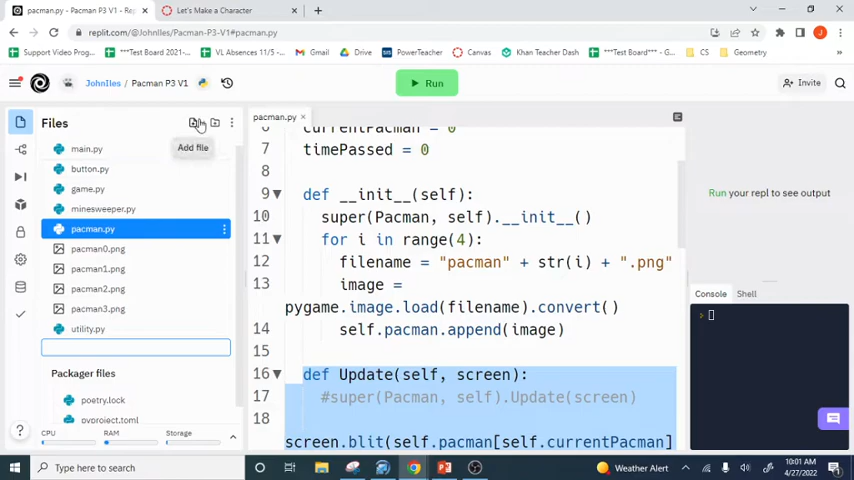 pacman.py - Pacman P3 V1 - Replit
Let's Make a Character
replit.com/@JohnIles/Pacman-P3-V1#pacman.py
Support Video Progr...
***Test Board 2021-...
VL Absences 11/5 -...
Gmail
Drive
PowerTeacher
Canvas
Khan Teacher Dash
***Test Board Share...
Geometry
JohnIles / Pacman P3 V1
Run
Invite
Files
Add file
main.py
button.py
game.py
minesweeper.py
pacman.py
pacman0.png
pacman1.png
pacman2.png
pacman3.png
utility.py
Packager files
poetry.lock
pyproject.toml
CPU
RAM
Storage
pacman.py
6 currentPacman = 0
7 timePassed = 0
9 def __init__(self):
10 super(Pacman, self).__init__()
11 for i in range(4):
12 filename = "pacman" + str(i) + ".png"
13 image =
pygame.image.load(filename).convert()
14 self.pacman.append(image)
15
16 def Update(self, screen):
17 #super(Pacman, self).Update(screen)
18
screen.blit(self.pacman[self.currentPacman]
Run your repl to see output
Console
Shell
Type here to search
Weather Alert
10:01 AM
4/27/2022